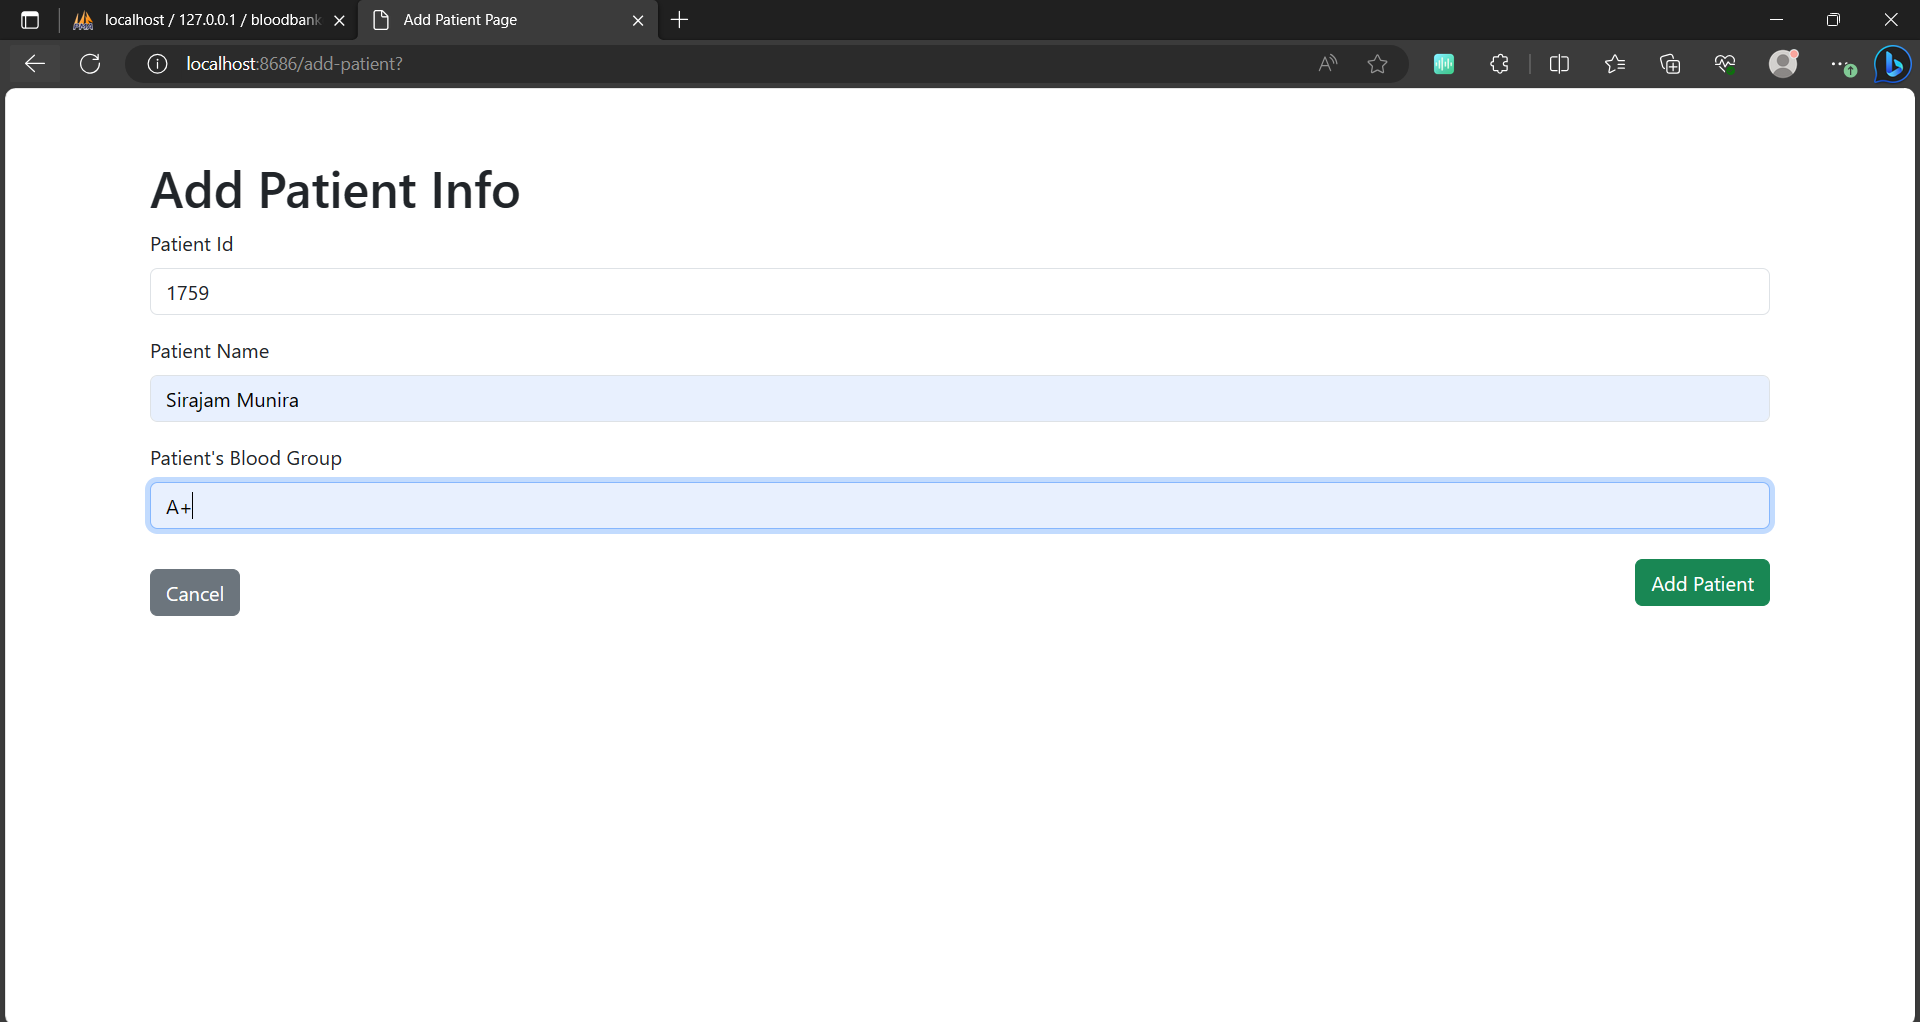 localhost / 127.0.0.1 / bloodbank
Add Patient Page
localhost:8686/add-patient?
Add Patient Info
Patient Id
1759
Patient Name
Sirajam Munira
Patient's Blood Group
A+
Cancel
Add Patient